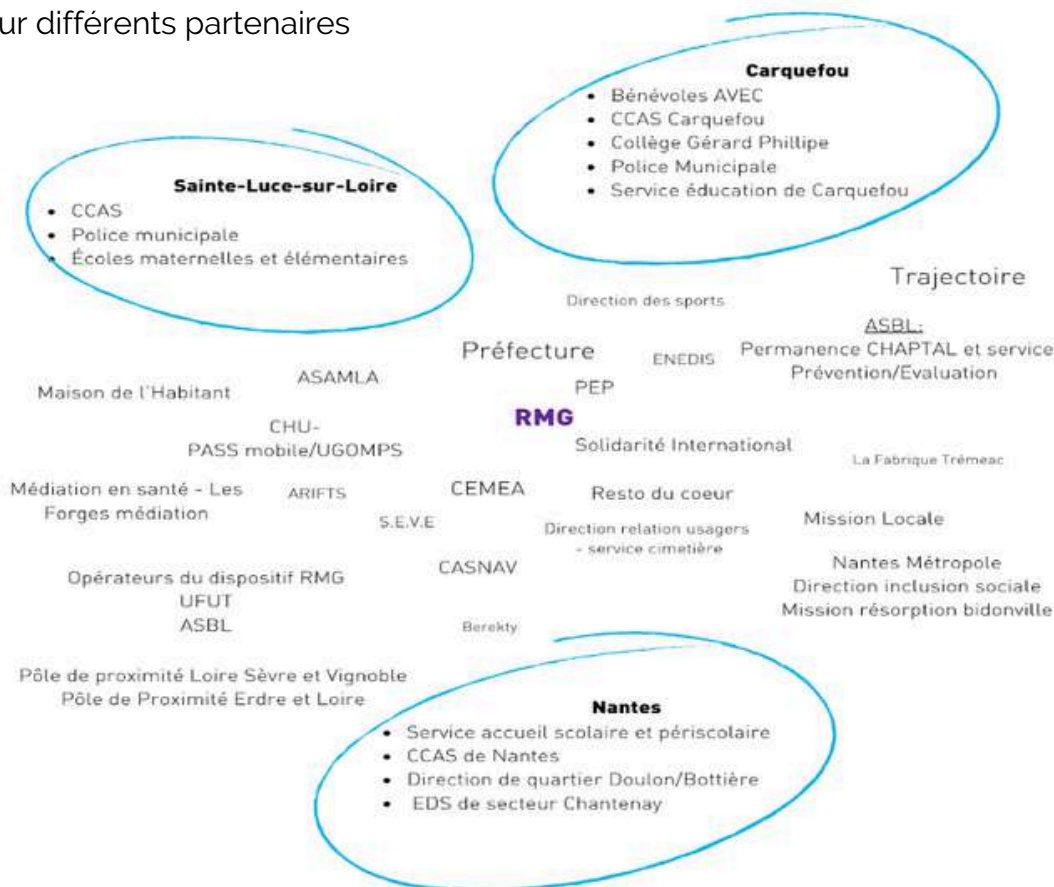 ur différents partenaires
Carquefou
• Bénévoles AVEC
• CCAS Carquefou
• Collège Gérard Phillipe
• Police Municipale
• Service éducation de Carquefou
Sainte-Luce-sur-Loire
• CCAS
• Police municipale
• Écoles maternelles et élémentaires
Trajectoire
Direction des sports
ASBL:
Permanence CHAPTAL et service
Prévention/Evaluation
Préfecture
ENEDIS
ASAMLA
PEP
Maison de l'Habitant
RMG
CHU-
PASS mobile/UGOMPS
Solidarité International
La Fabrique Trémeac
Médiation en santé - Les
Forges médiation
ARIFTS
CEMEA
Resto du coeur
S.E.V.E
Direction relation usagers
- service cimetière
Mission Locale
CASNAV
Nantes Métropole
Direction inclusion sociale
Mission résorption bidonville
Opérateurs du dispositif RMG
UFUT
ASBL
Berekty
Pôle de proximité Loire Sèvre et Vignoble
Pôle de Proximité Erdre et Loire
Nantes
• Service accueil scolaire et périscolaire
• CCAS de Nantes
• Direction de quartier Doulon/Bottière
• EDS de secteur Chantenay